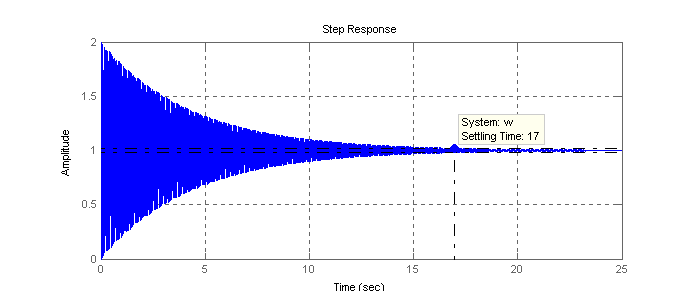 Step Response
2
1.5
1
0.5
0
Amplitude
System: w
Settling Time: 17
0 5 10 15 20 25
Time (sec)